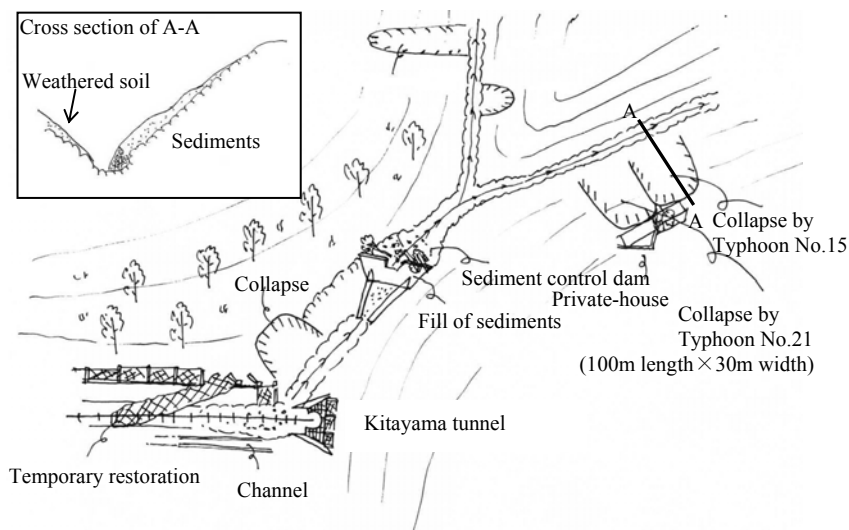 Cross section of A-A
Weathered soil
Sediments
A
A
Collapse by
Typhoon No.15
Sediment control dam
Private-house
Collapse
Fill of sediments
Collapse by
Typhoon No.21
(100m length×30m width)
Kitayama tunnel
Temporary restoration
Channel